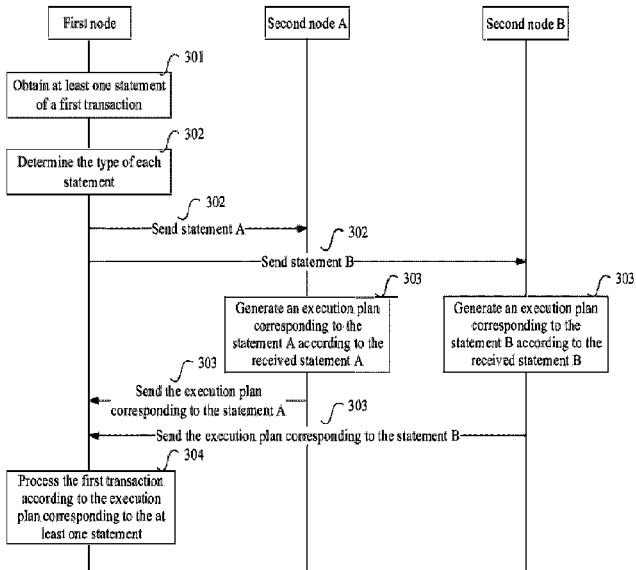 First node
Second node A
Second node B
301
Obtain at least one statement
of a first transaction
302
Determine the type of each
statement
302
Send statement A
302
Send statement B
303
Generate an execution plan
corresponding to the
statement A according to the
received statement A
303
Generate an execution plan
corresponding to the
statement B according to the
received statement B
303
Send the execution plan
corresponding to the statement A
303
Send the execution plan corresponding to the statement B
304
Process the first transaction
according to the execution
plan corresponding to the at
least one statement